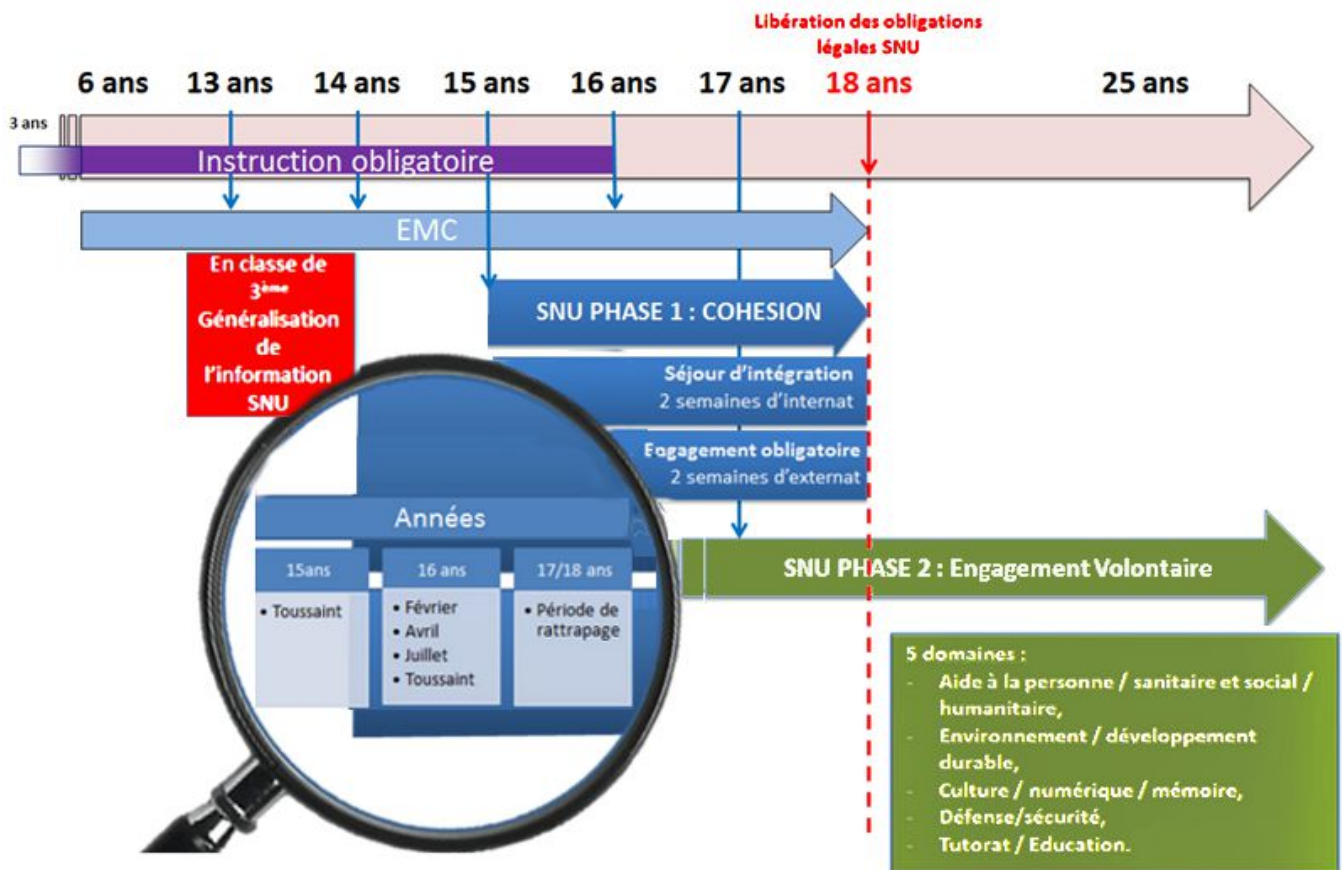 Libération des obligations
légales SNU
6 ans 13 ans 14 ans 15 ans 16 ans 17 ans 18 ans 25 ans
3 ans
Instruction obligatoire
EMC
En classe de
3ème
Généralisation
de
l'information
SNU
SNU PHASE 1 : COHESION
Séjour d'intégration
2 semaines d'internat
Engagement obligatoire
2 semaines d'externat
Années
15ans 16 ans 17/18 ans
• Toussaint
• Février
• Avril
• Juillet
• Toussaint
• Période de
rattrapage
SNU PHASE 2 : Engagement Volontaire
5 domaines :
- Aide à la personne / sanitaire et social /
humanitaire,
- Environnement / développement
durable,
- Culture / numérique / mémoire,
- Défense/sécurité,
- Tutorat / Education.